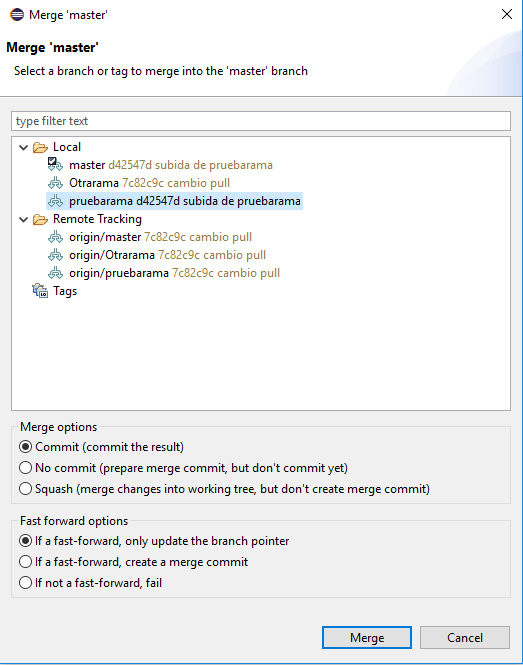 Merge 'master'
Merge 'master'
Select a branch or tag to merge into the 'master' branch
type filter text
Local
master d42547d subida de pruebarama
Otrarama 7c82c9c cambio pull
pruebarama d42547d subida de pruebarama
Remote Tracking
origin/master 7c82c9c cambio pull
origin/Otrarama 7c82c9c cambio pull
origin/pruebarama 7c82c9c cambio pull
Tags
Merge options
Commit (commit the result)
No commit (prepare merge commit, but don't commit yet)
Squash (merge changes into working tree, but don't create merge commit)
Fast forward options
If a fast-forward, only update the branch pointer
If a fast-forward, create a merge commit
If not a fast-forward, fail
Merge
Cancel